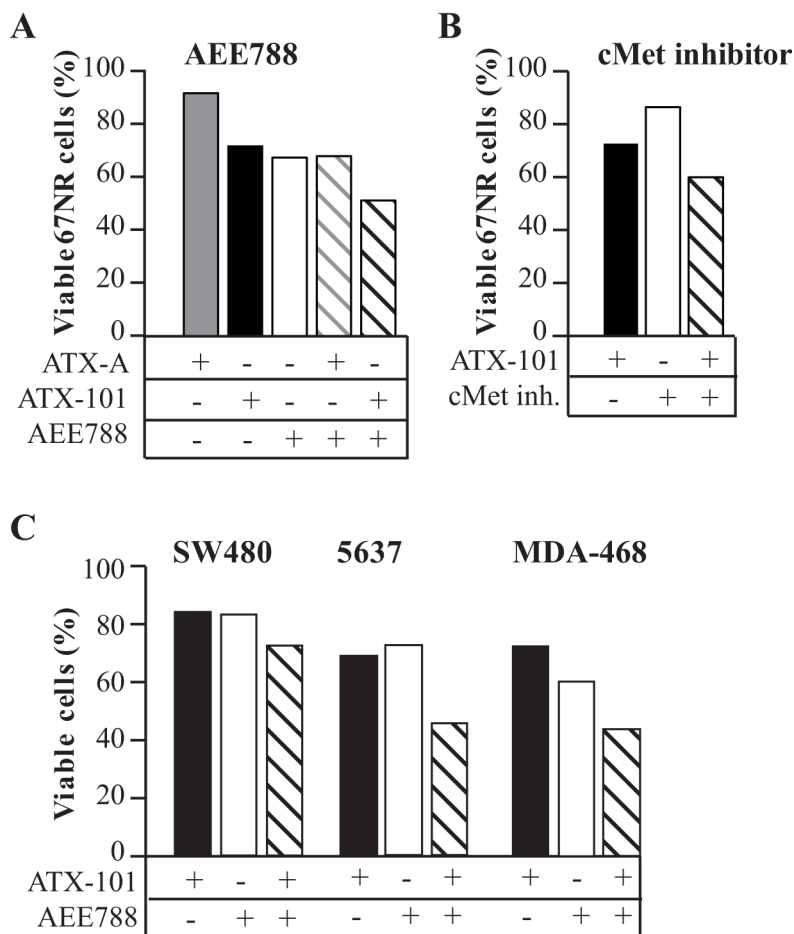 A
AEE788
Viable 67NR cells (%)
100
80
60
40
20
0
ATX-A + - - + -
ATX-101 - + - - +
AEE788 - - + + +
B
cMet inhibitor
Viable 67NR cells (%)
100
80
60
40
20
0
ATX-101 + - +
cMet inh. - + +
C
SW480 5637 MDA-468
Viable cells (%)
100
80
60
40
20
0
ATX-101 + - + + - + + - +
AEE788 - + + - + + - + +